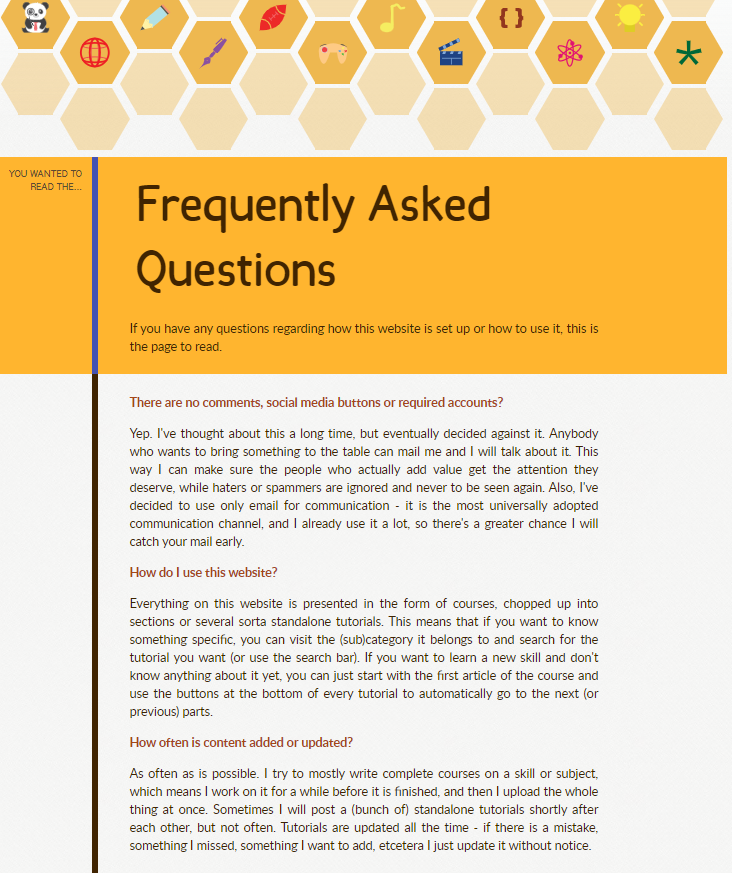 YOU WANTED TO
READ THE...
Frequently Asked
Questions
If you have any questions regarding how this website is set up or how to use it, this is
the page to read.
There are no comments, social media buttons or required accounts?
Yep. I've thought about this a long time, but eventually decided against it. Anybody
who wants to bring something to the table can mail me and I will talk about it. This
way I can make sure the people who actually add value get the attention they
deserve, while haters or spammers are ignored and never to be seen again. Also, I've
decided to use only email for communication - it is the most universally adopted
communication channel, and I already use it a lot, so there's a greater chance I will
catch your mail early.
How do I use this website?
Everything on this website is presented in the form of courses, chopped up into
sections or several sorta standalone tutorials. This means that if you want to know
something specific, you can visit the (sub)category it belongs to and search for the
tutorial you want (or use the search bar). If you want to learn a new skill and don't
know anything about it yet, you can just start with the first article of the course and
use the buttons at the bottom of every tutorial to automatically go to the next (or
previous) parts.
How often is content added or updated?
As often as is possible. I try to mostly write complete courses on a skill or subject,
which means I work on it for a while before it is finished, and then I upload the whole
thing at once. Sometimes I will post a (bunch of) standalone tutorials shortly after
each other, but not often. Tutorials are updated all the time - if there is a mistake,
something I missed, something I want to add, etcetera I just update it without notice.